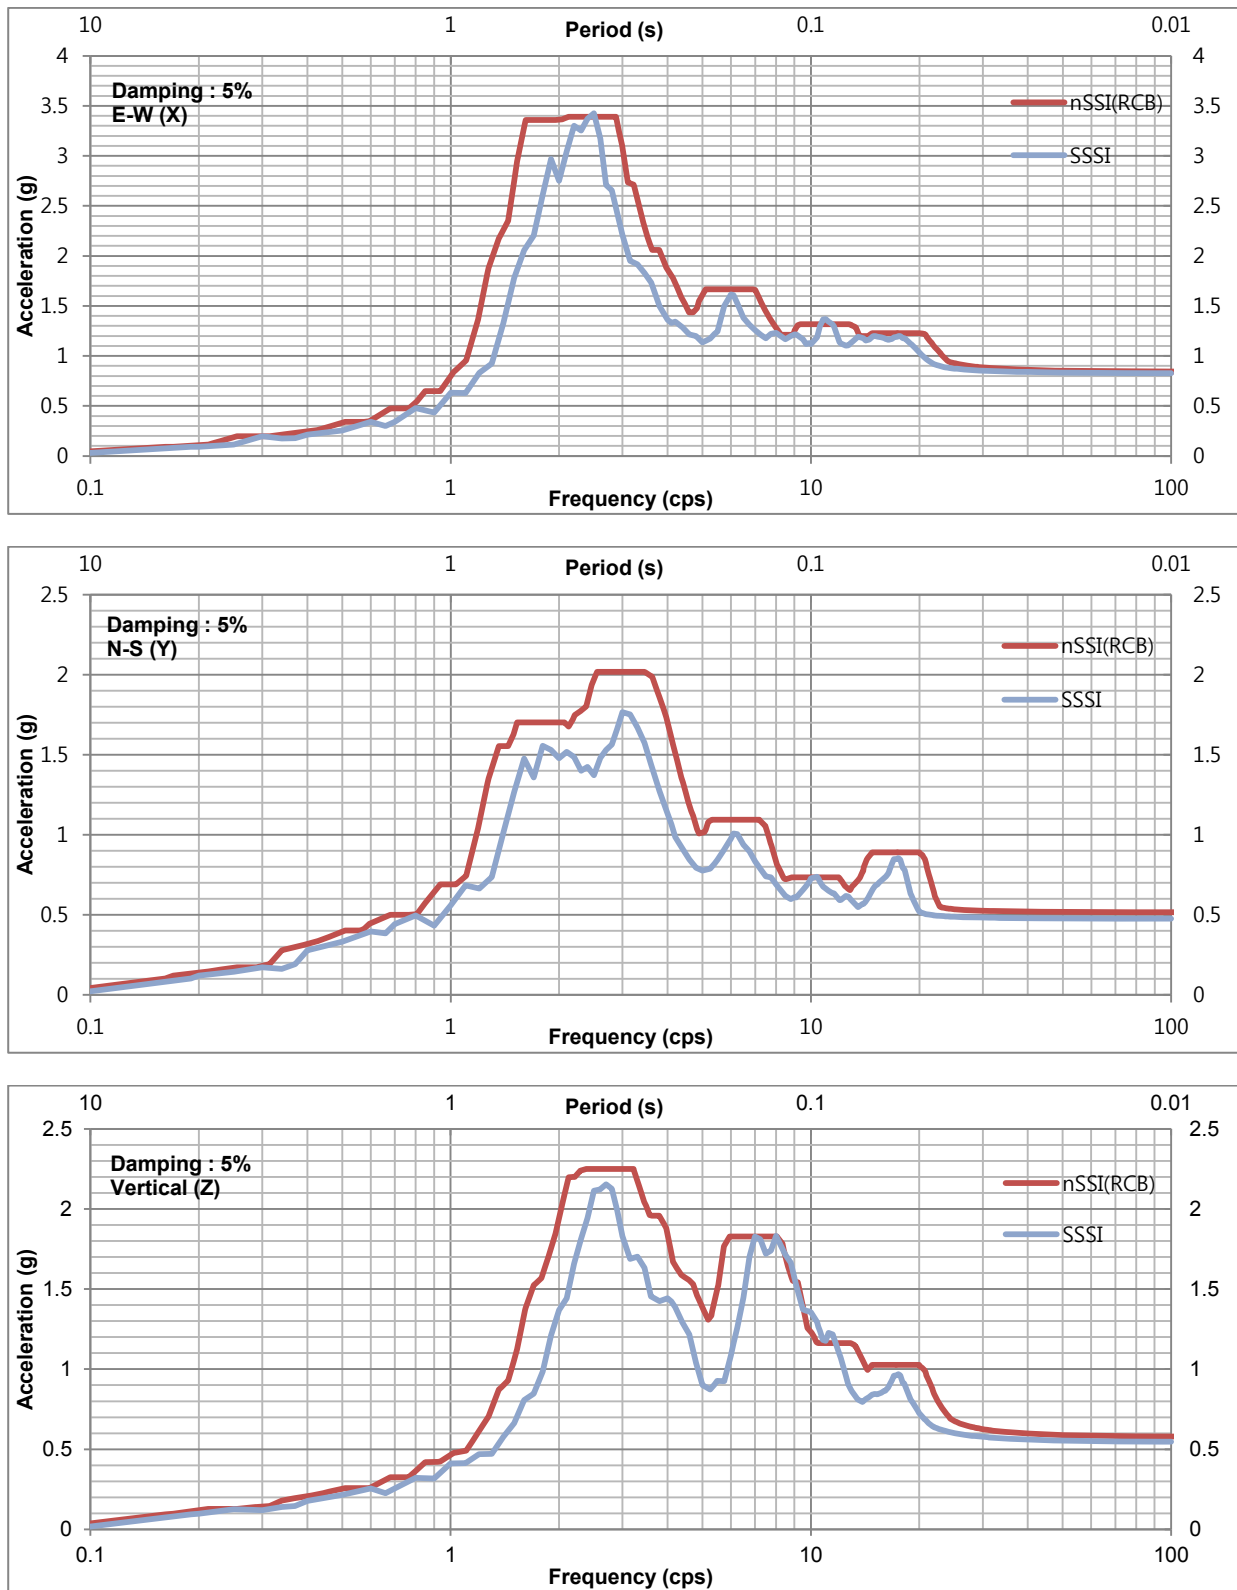 10 1 Period (s) 0.1 0.01
4 4
Damping : 5%
E-W (X)
nSSI(RCB)
3.5 3.5
SSSI
3 3
2.5 2.5
Acceleration (g)
2 2
1.5 1.5
1 1
0.5 0.5
0 0
0.1 1 10 100
Frequency (cps)
10 1 Period (s) 0.1 0.01
2.5 2.5
Damping : 5%
N-S (Y)
nSSI(RCB)
2 2
SSSI
1.5 1.5
Acceleration (g)
1 1
0.5 0.5
0 0
0.1 1 10 100
Frequency (cps)
10 1 Period (s) 0.1 0.01
2.5 2.5
Damping : 5%
Vertical (Z)
nSSI(RCB)
2 2
SSSI
1.5 1.5
Acceleration (g)
1 1
0.5 0.5
0 0
0.1 1 10 100
Frequency (cps)